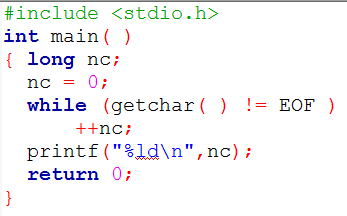 #include <stdio.h>
int main( )
{ long nc;
nc = 0;
while (getchar( ) != EOF )
++nc;
printf("%ld\n",nc);
return 0;
}